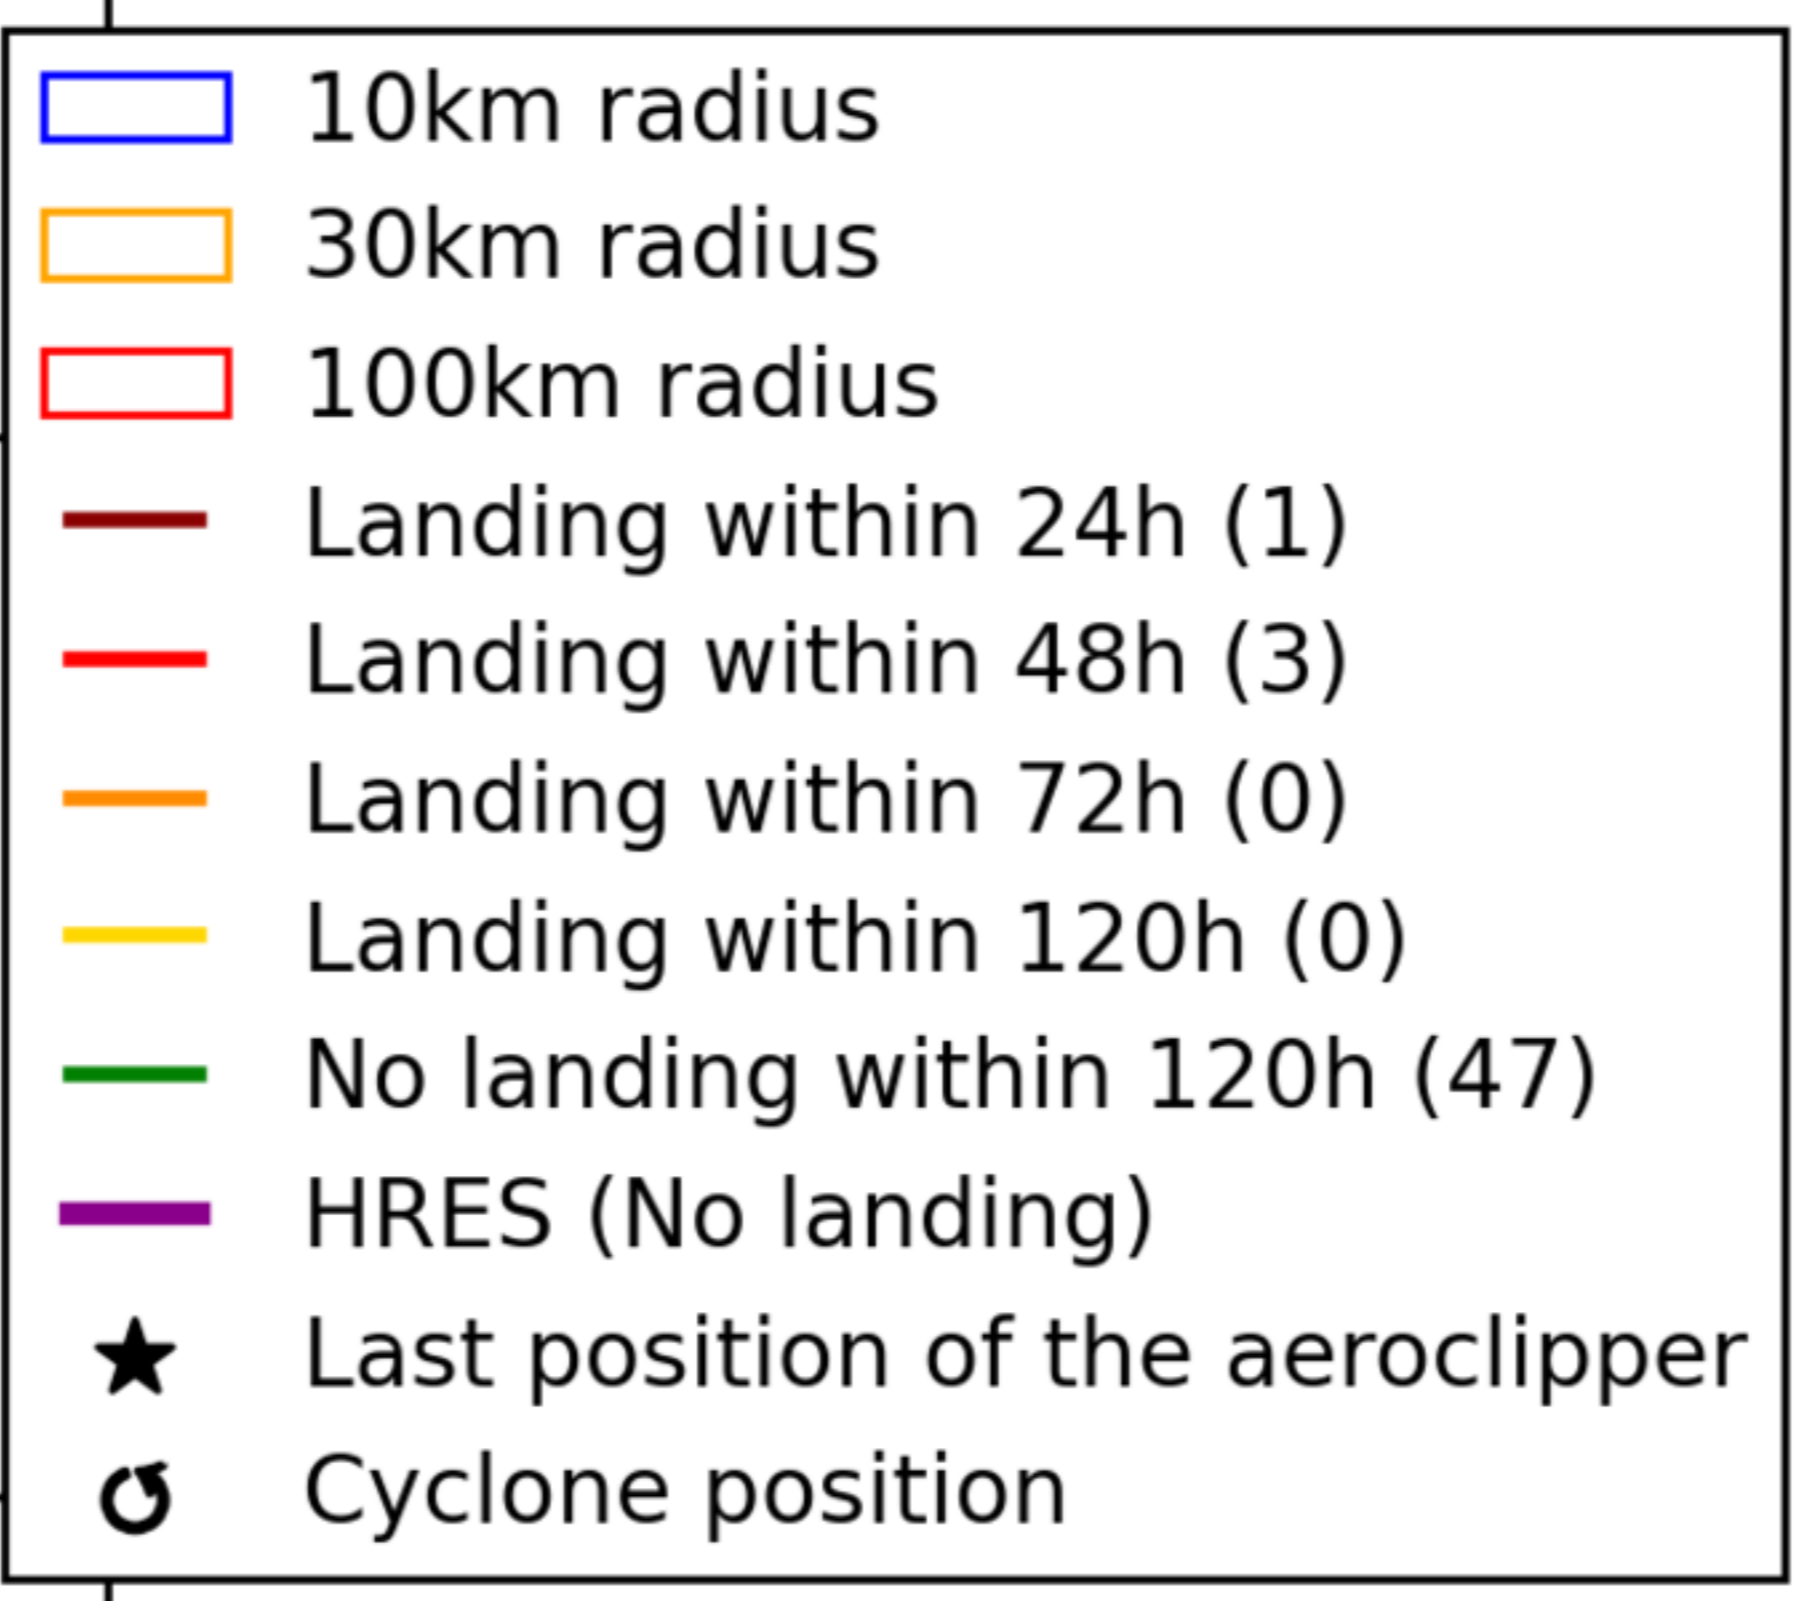 10km radius
30km radius
100km radius
Landing within 24h (1)
Landing within 48h (3)
Landing within 72h (0)
Landing within 120h (0)
No landing within 120h (47)
HRES (No landing)
Last position of the aeroclipper
Cyclone position